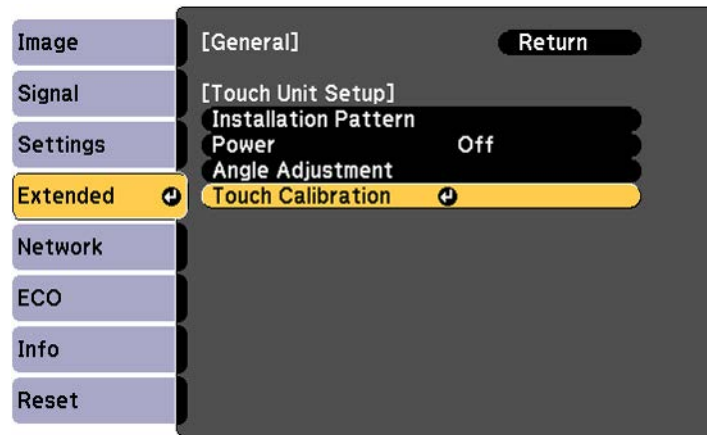 Image
Signal
Settings
Extended
Network
ECO
Info
Reset
[General] Return
[Touch Unit Setup]
Installation Pattern
Power Off
Angle Adjustment
Touch Calibration